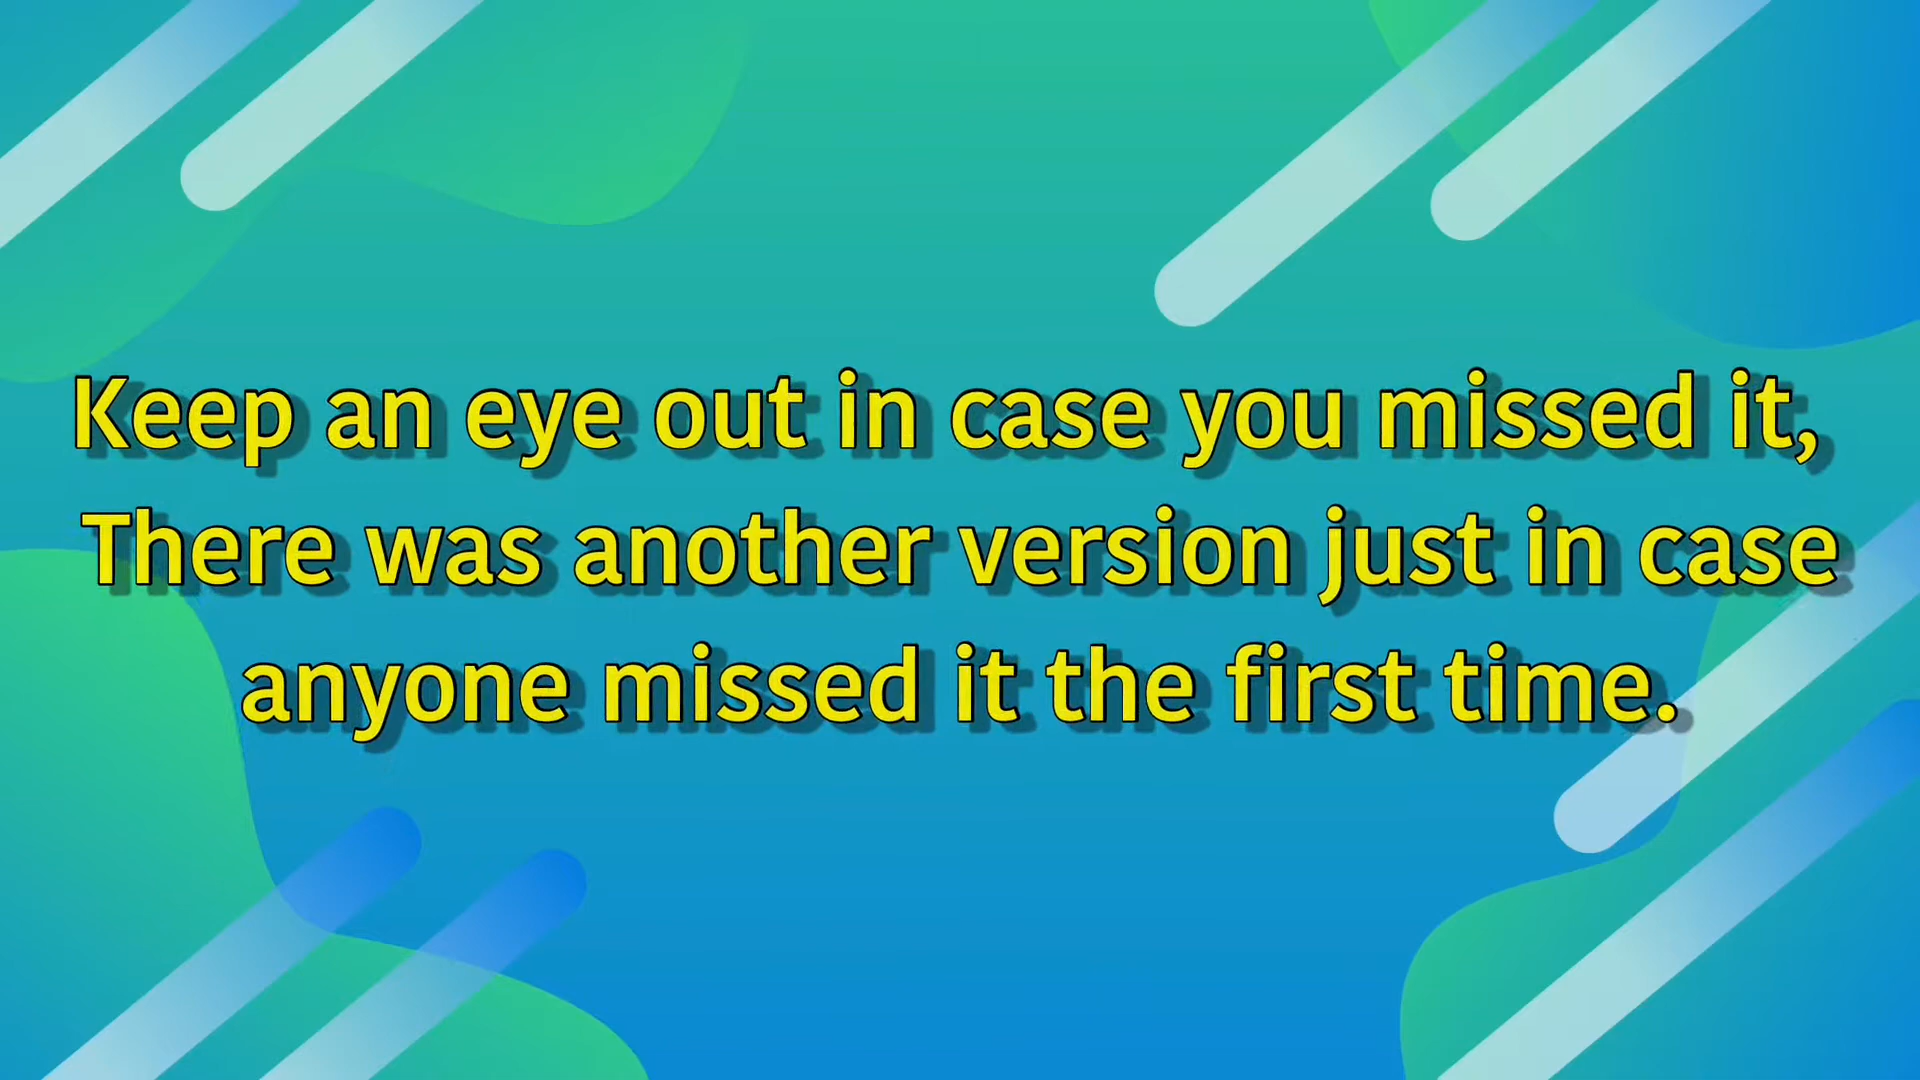 Keep an eye out in case you missed it,
There was another version just in case
anyone missed it the first time.